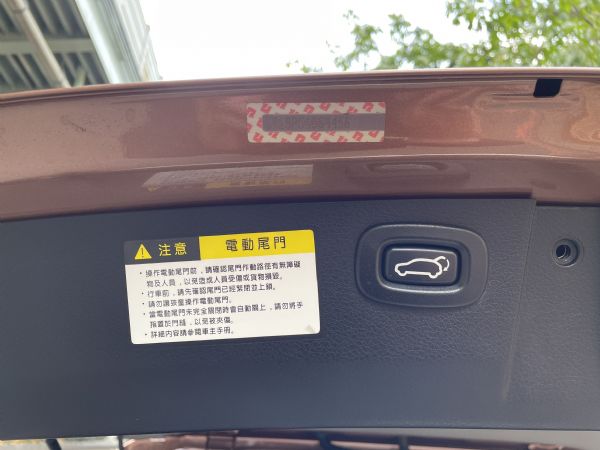 注意 電動尾門
・操作電動尾門前，請確認尾門作動路徑有無障礙
物及人員，以免造成人員受傷或貨物損毀。
・行車前，請先確認尾門已經緊閉並上鎖。
・請勿讓孩童操作電動尾門。
・當電動尾門未完全關閉時會自動關上，請勿將手
指置於門縫，以免被夾傷。
・詳細內容請參閱車主手冊。